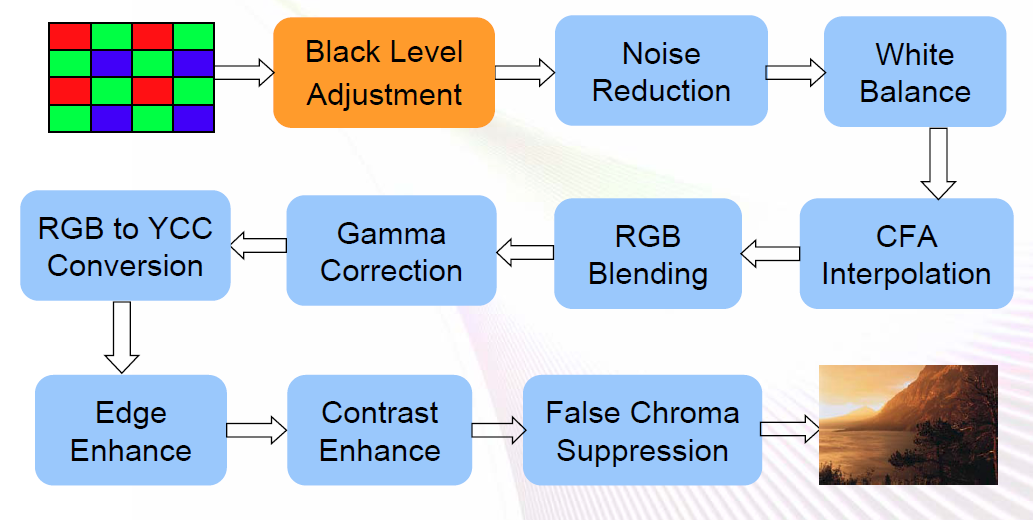 Black Level
Adjustment
Noise
Reduction
White
Balance
RGB to YCC
Conversion
Gamma
Correction
RGB
Blending
CFA
Interpolation
Edge
Enhance
Contrast
Enhance
False Chroma
Suppression